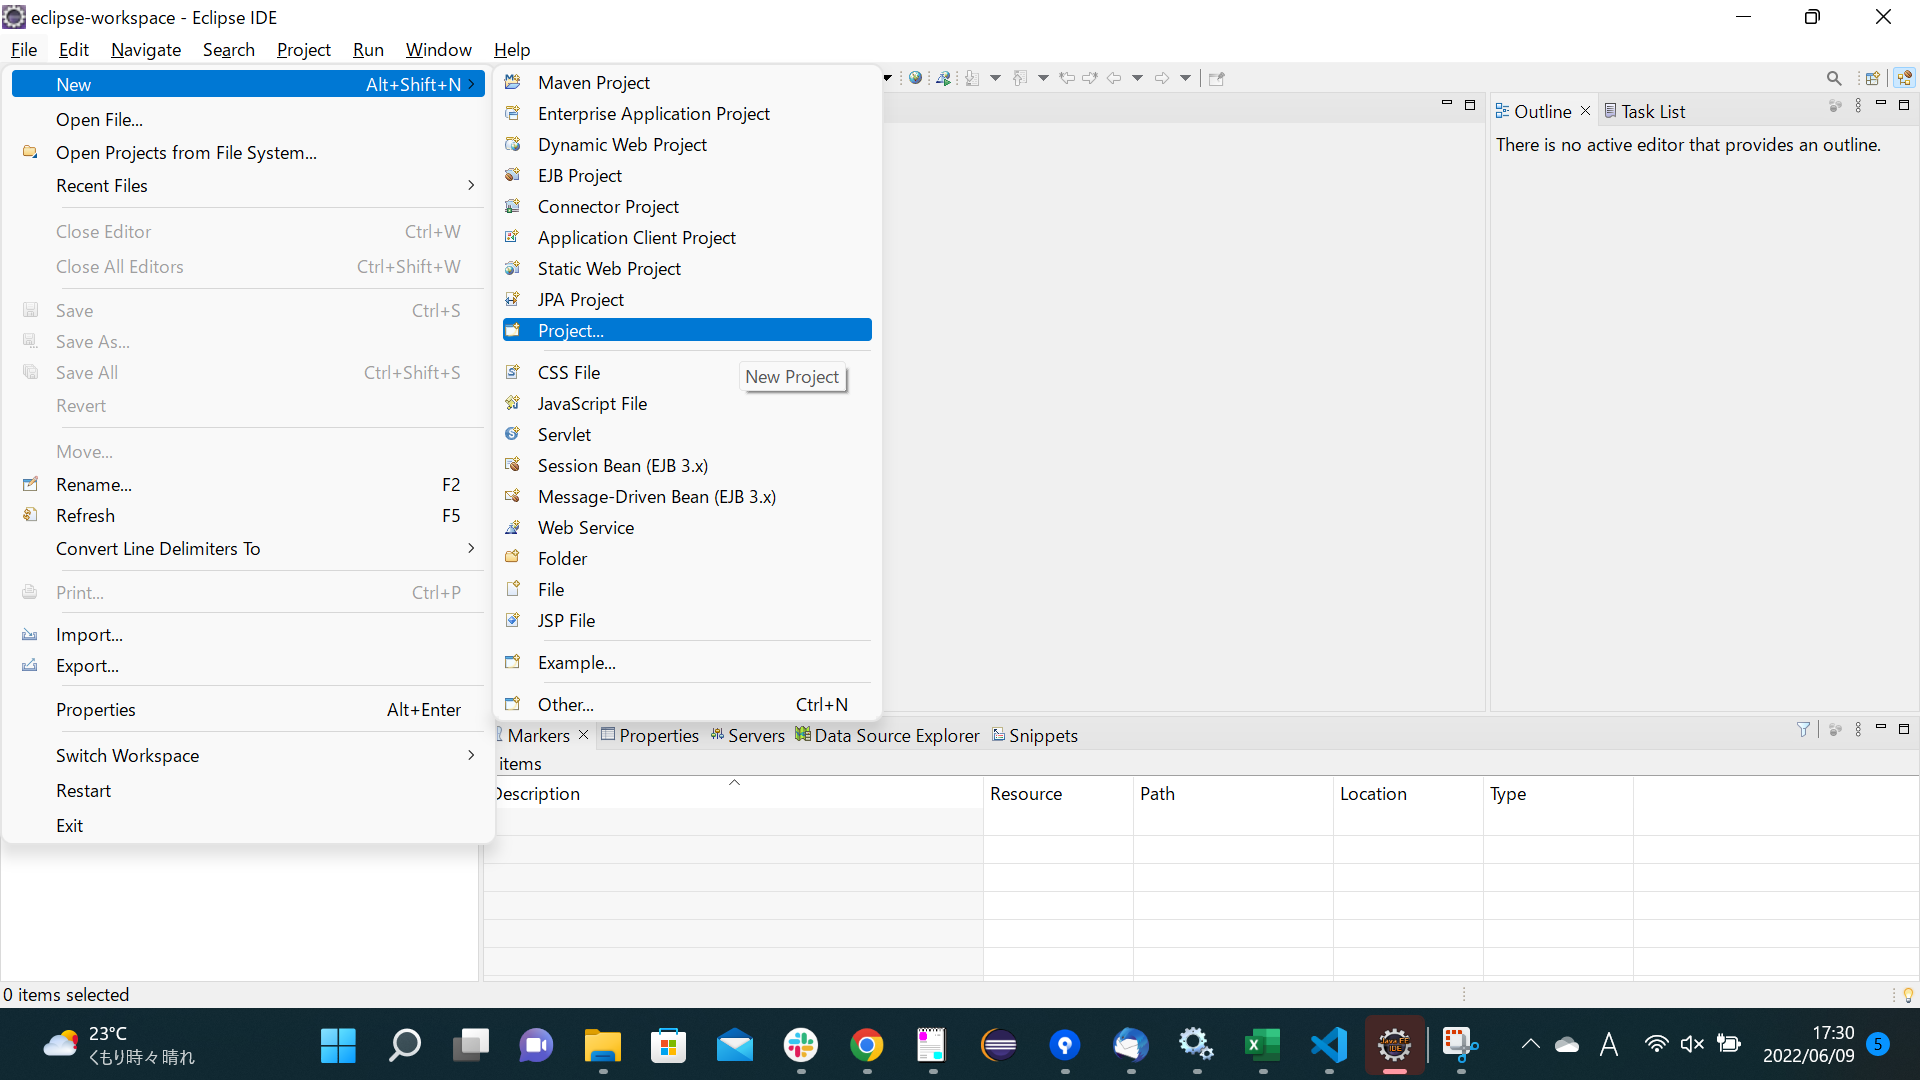 eclipse-workspace - Eclipse IDE
File Edit Navigate Search Project Run Window Help
New Alt+Shift+N
Open File...
Open Projects from File System...
Recent Files
Close Editor Ctrl+W
Close All Editors Ctrl+Shift+W
Save Ctrl+S
Save As...
Save All Ctrl+Shift+S
Revert
Move...
Rename... F2
Refresh F5
Convert Line Delimiters To
Print... Ctrl+P
Import...
Export...
Properties Alt+Enter
Switch Workspace
Restart
Exit
Maven Project
Enterprise Application Project
Dynamic Web Project
EJB Project
Connector Project
Application Client Project
Static Web Project
JPA Project
Project...
New Project
CSS File
JavaScript File
Servlet
Session Bean (EJB 3.x)
Message-Driven Bean (EJB 3.x)
Web Service
Folder
File
JSP File
Example...
Other... Ctrl+N
Outline Task List
There is no active editor that provides an outline.
Markers Properties Servers Data Source Explorer Snippets
items
Description Resource Path Location Type
0 items selected
23°C
くもり時々晴れ
A
17:30
2022/06/09
5